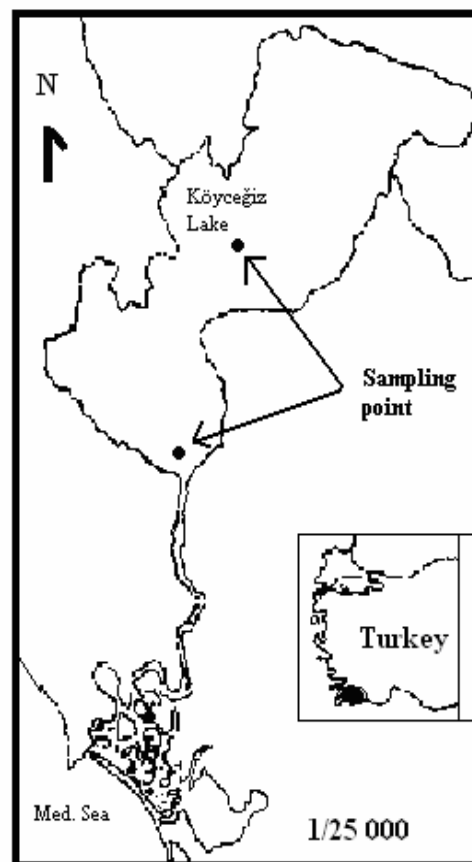 N
Köyceğiz
Lake
Sampling
point
Turkey
Med. Sea
1/25 000